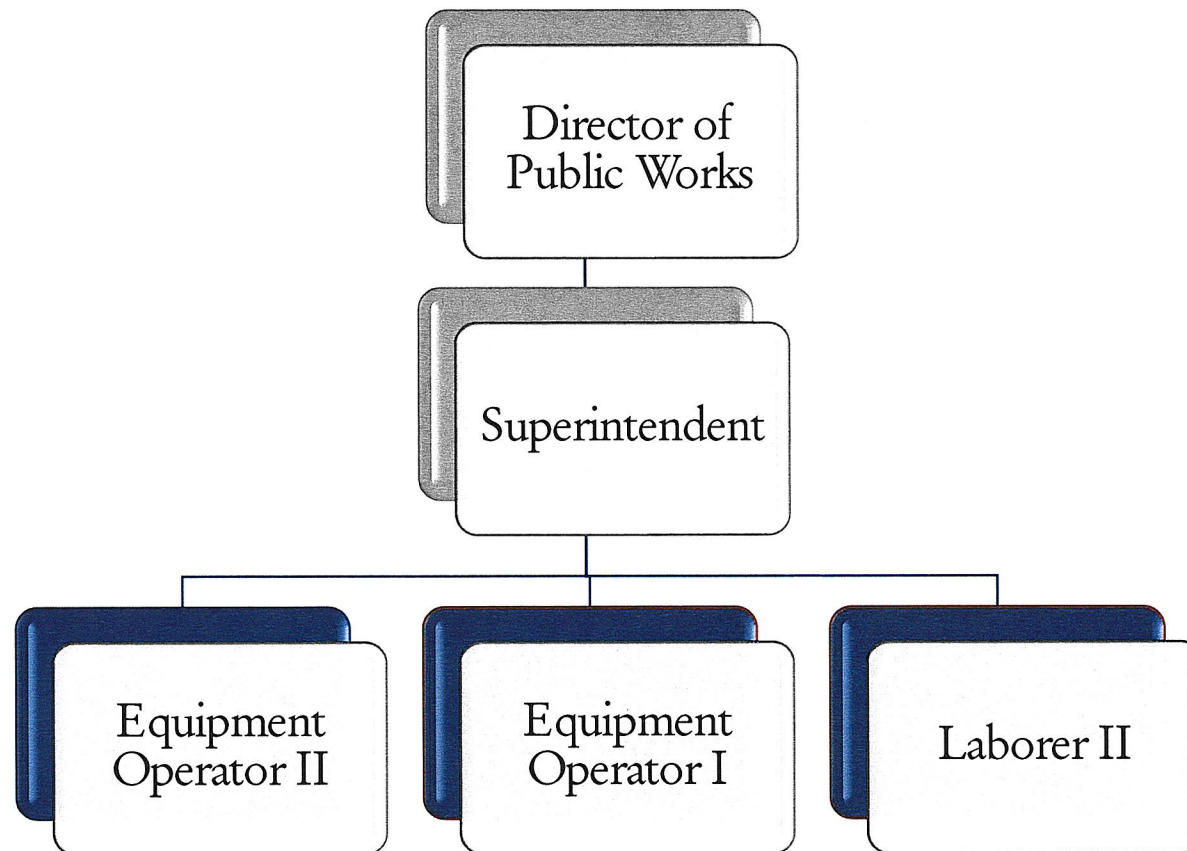 Director of
Public Works
Superintendent
Equipment
Operator II
Equipment
Operator I
Laborer II